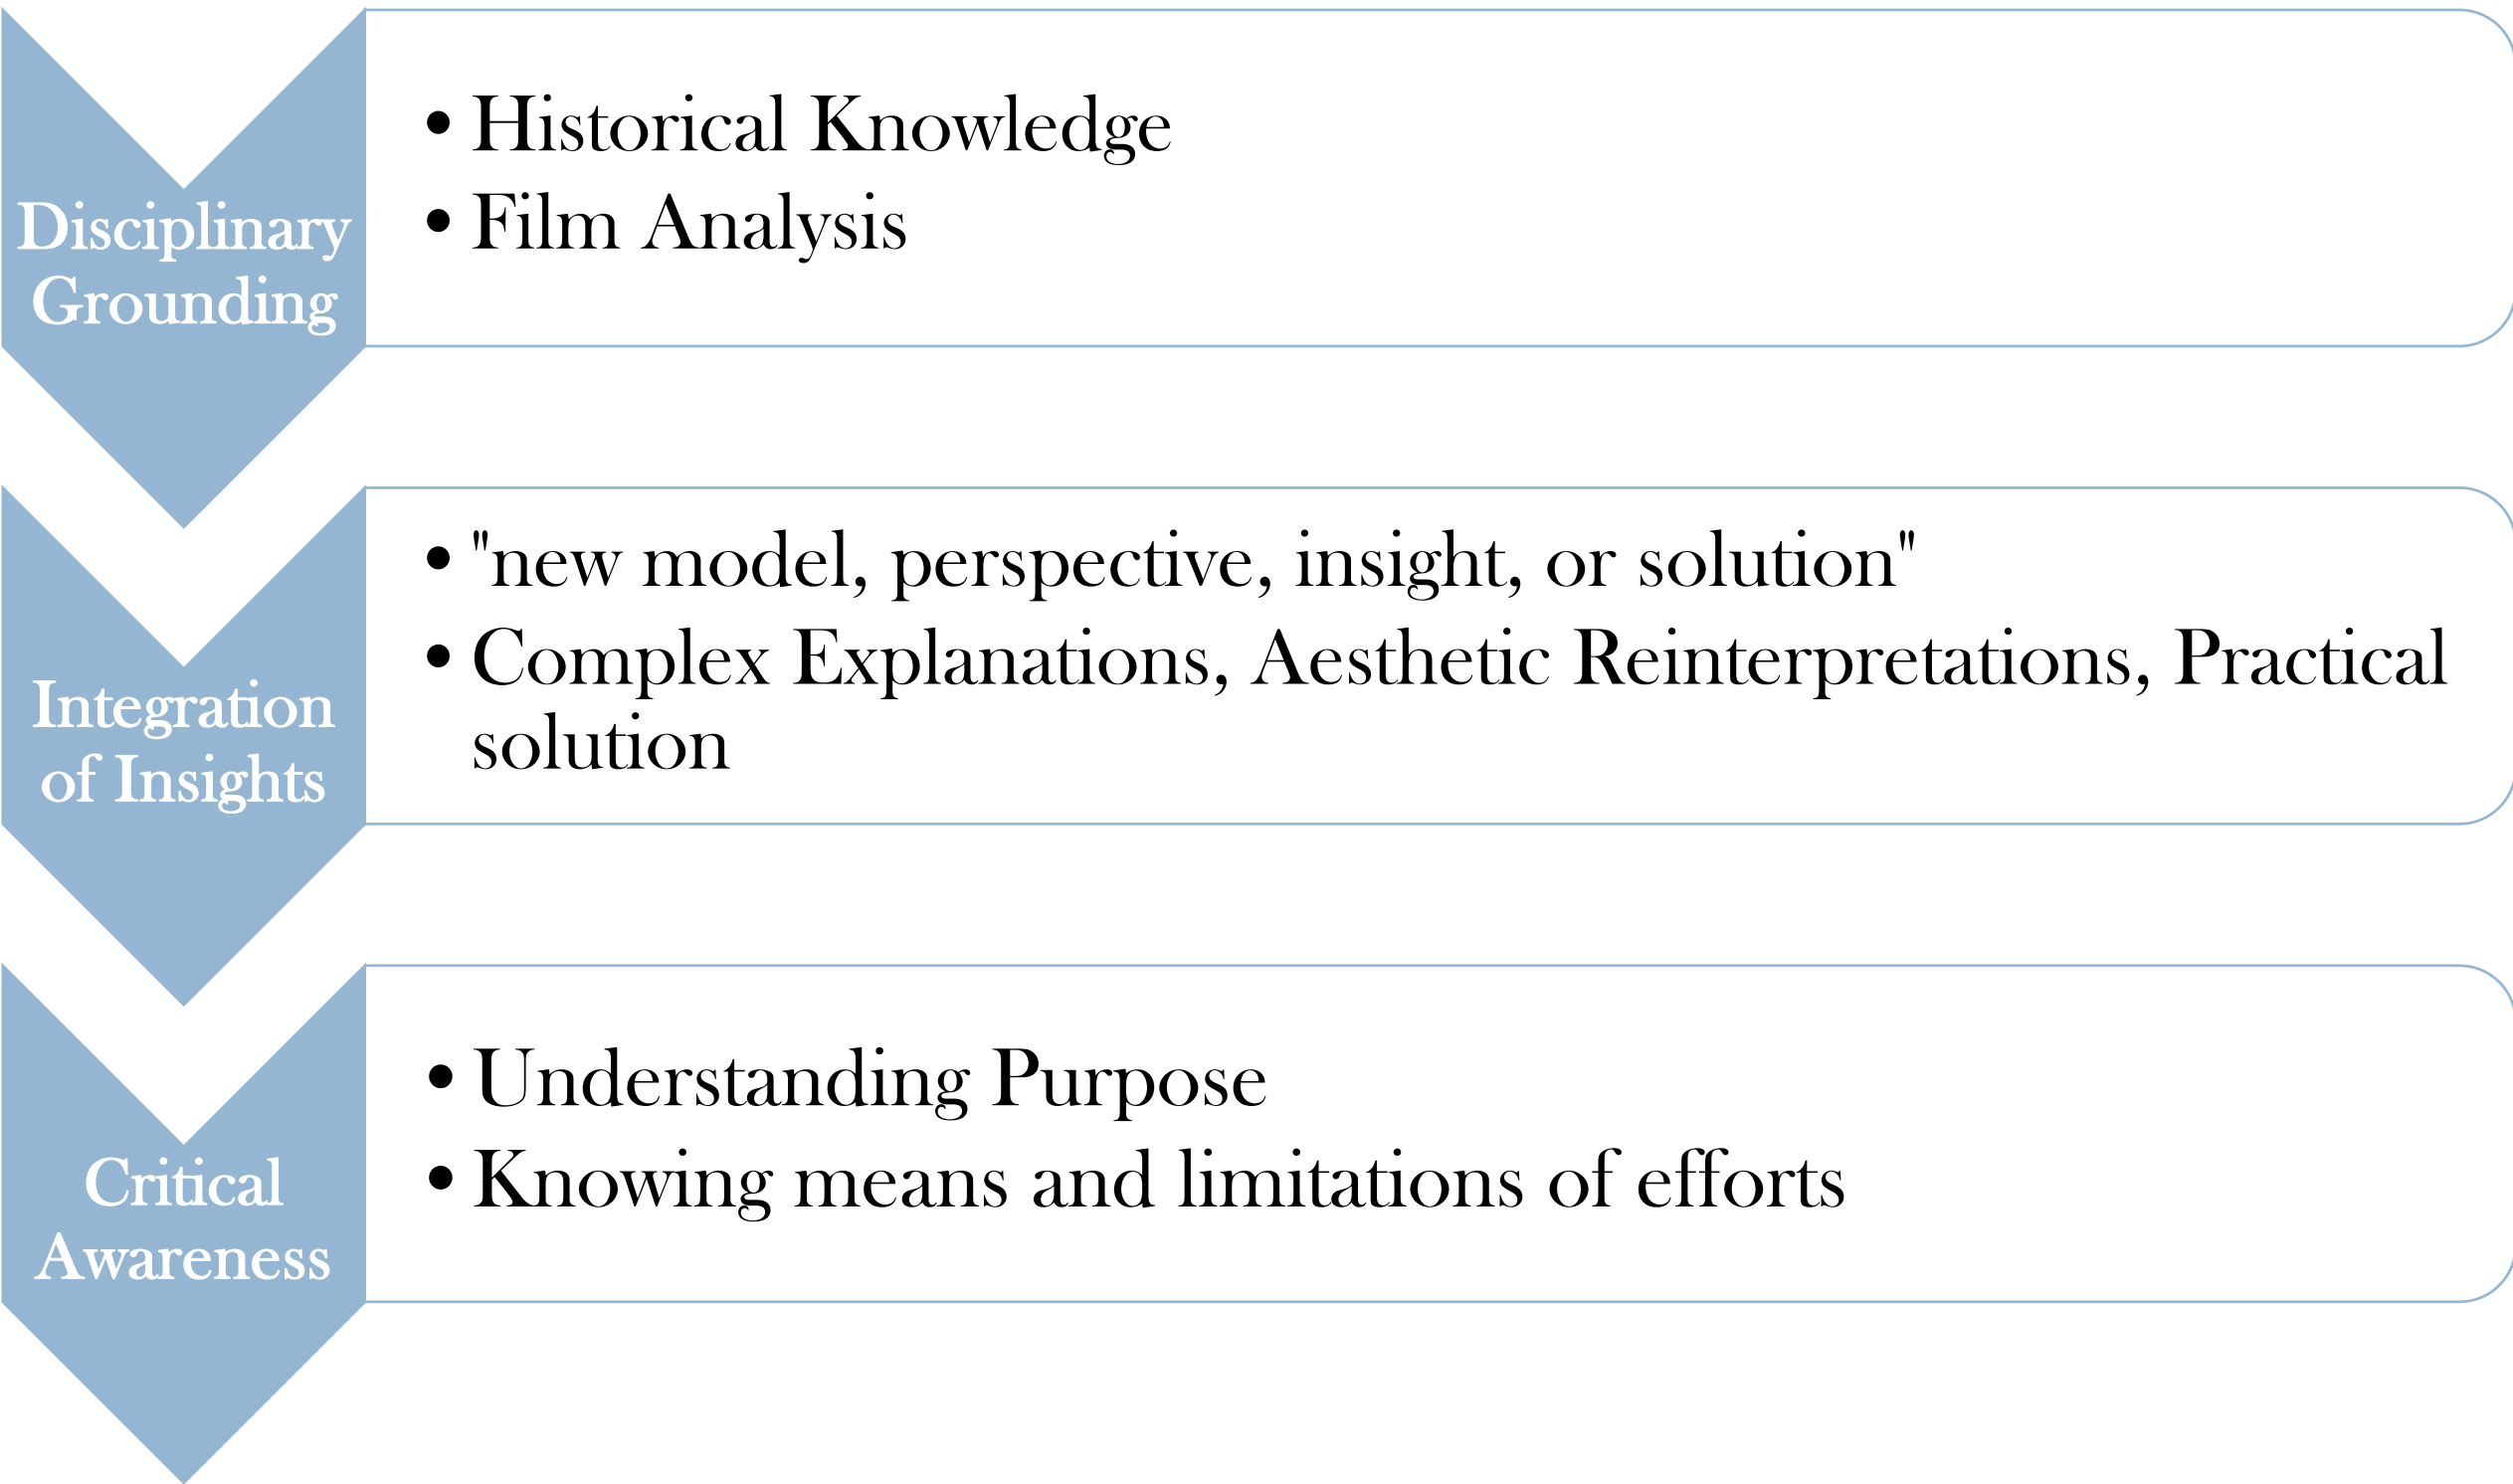 Disciplinary
Grounding
• Historical Knowledge
• Film Analysis
Integration
of Insights
• "new model, perspective, insight, or solution"
• Complex Explanations, Aesthetic Reinterpretations, Practical
solution
Critical
Awareness
• Understanding Purpose
• Knowing means and limitations of efforts